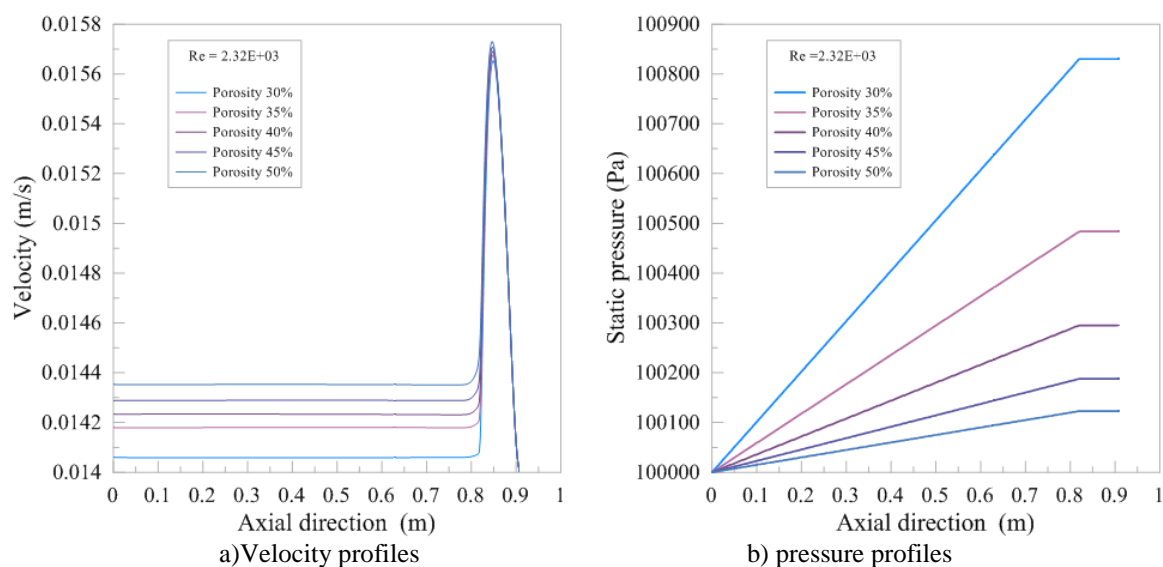 0.0158
0.0156
0.0154
0.0152
0.015
0.0148
0.0146
0.0144
0.0142
0.014
Velocity (m/s)
Re = 2.32E+03
Porosity 30%
Porosity 35%
Porosity 40%
Porosity 45%
Porosity 50%
0 0.1 0.2 0.3 0.4 0.5 0.6 0.7 0.8 0.9 1
Axial direction (m)
a)Velocity profiles
100900
100800
100700
100600
100500
100400
100300
100200
100100
100000
Static pressure (Pa)
Re =2.32E+03
Porosity 30%
Porosity 35%
Porosity 40%
Porosity 45%
Porosity 50%
0 0.1 0.2 0.3 0.4 0.5 0.6 0.7 0.8 0.9 1
Axial direction (m)
b) pressure profiles